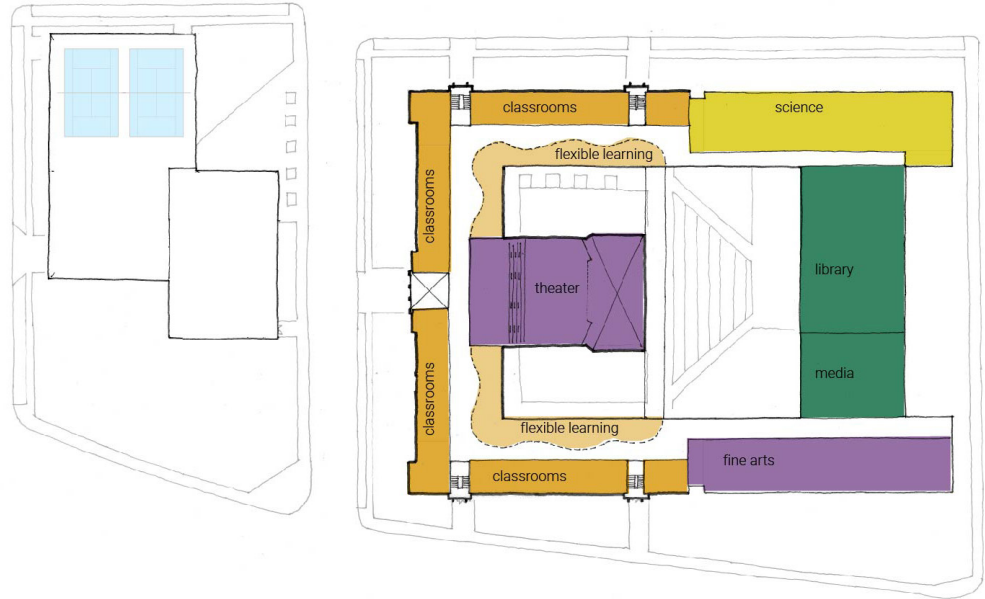 classrooms
science
flexible learning
classrooms
library
theater
media
classrooms
flexible learning
fine arts
classrooms